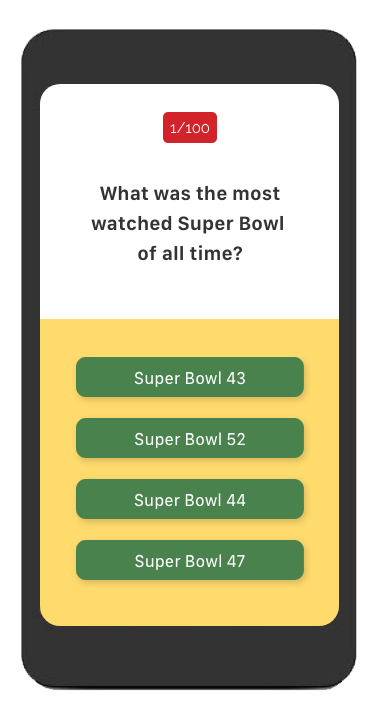 1/100
What was the most
watched Super Bowl
of all time?
Super Bowl 43
Super Bowl 52
Super Bowl 44
Super Bowl 47